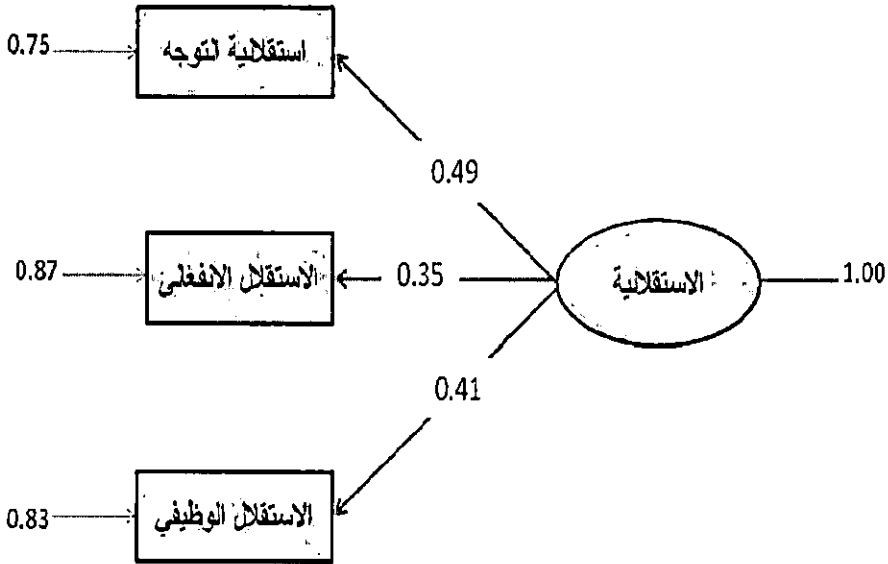 استقلالية التوجه
0.75
0.49
الاستقلال الانفعالي
0.87
0.35
الاستقلالية
1.00
0.41
الاستقلال الوظيفي
0.83